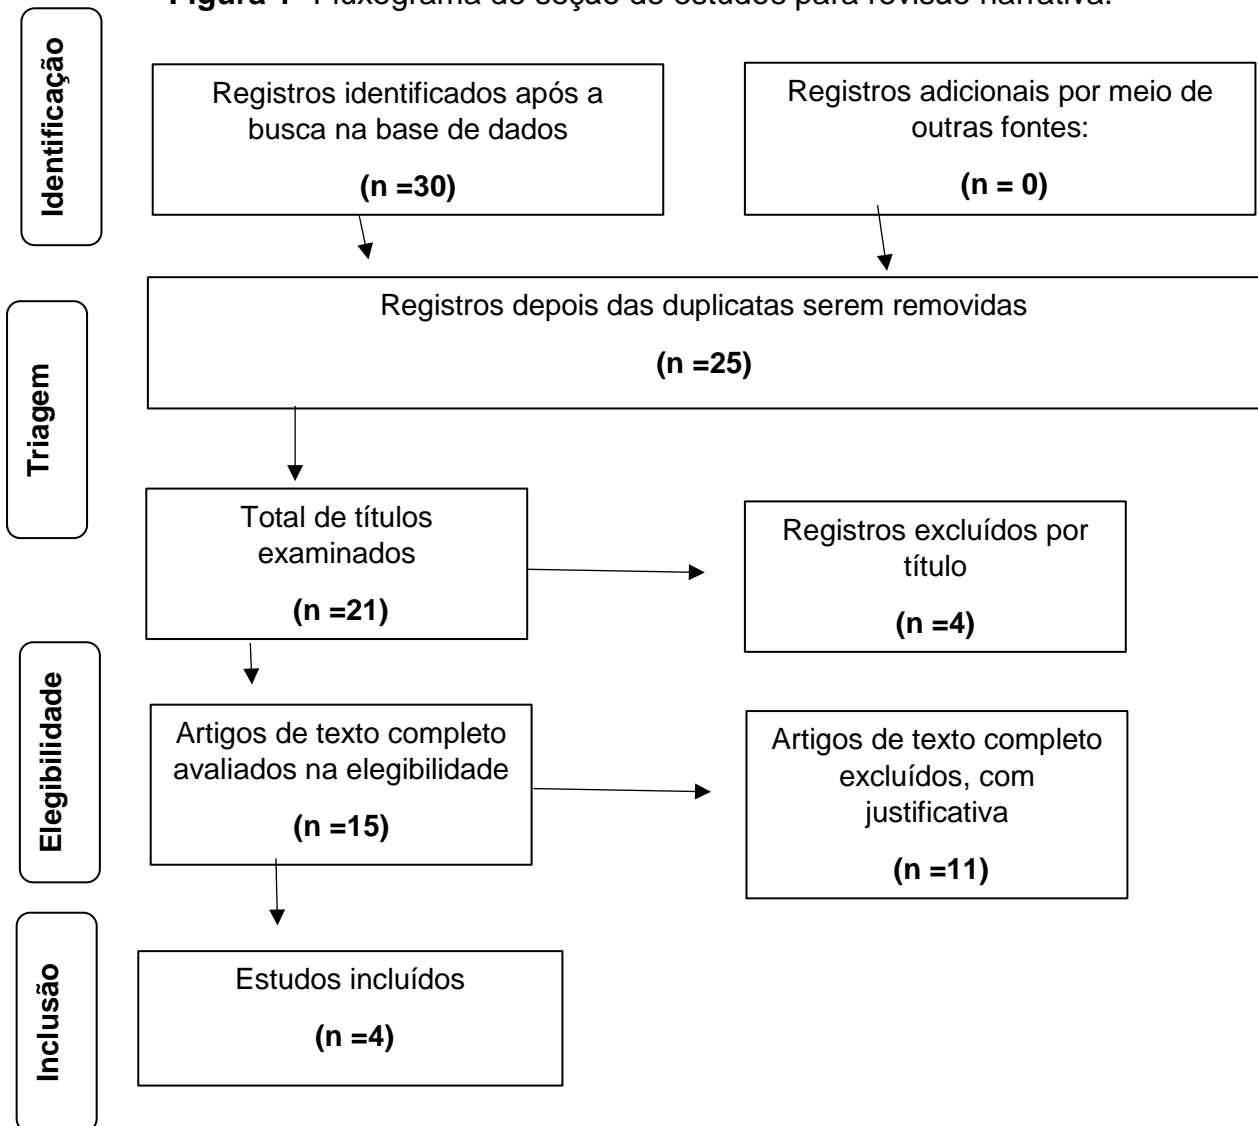 Figura 1- Fluxograma de seção de estudos para revisão narrativa.
Identificação
Registros identificados após a
busca na base de dados
(n =30)
Registros adicionais por meio de
outras fontes:
(n = 0)
Triagem
Registros depois das duplicatas serem removidas
(n =25)
Total de títulos
examinados
(n =21)
Registros excluídos por
título
(n =4)
Elegibilidade
Artigos de texto completo
avaliados na elegibilidade
(n =15)
Artigos de texto completo
excluídos, com
justificativa
(n =11)
Inclusão
Estudos incluídos
(n =4)